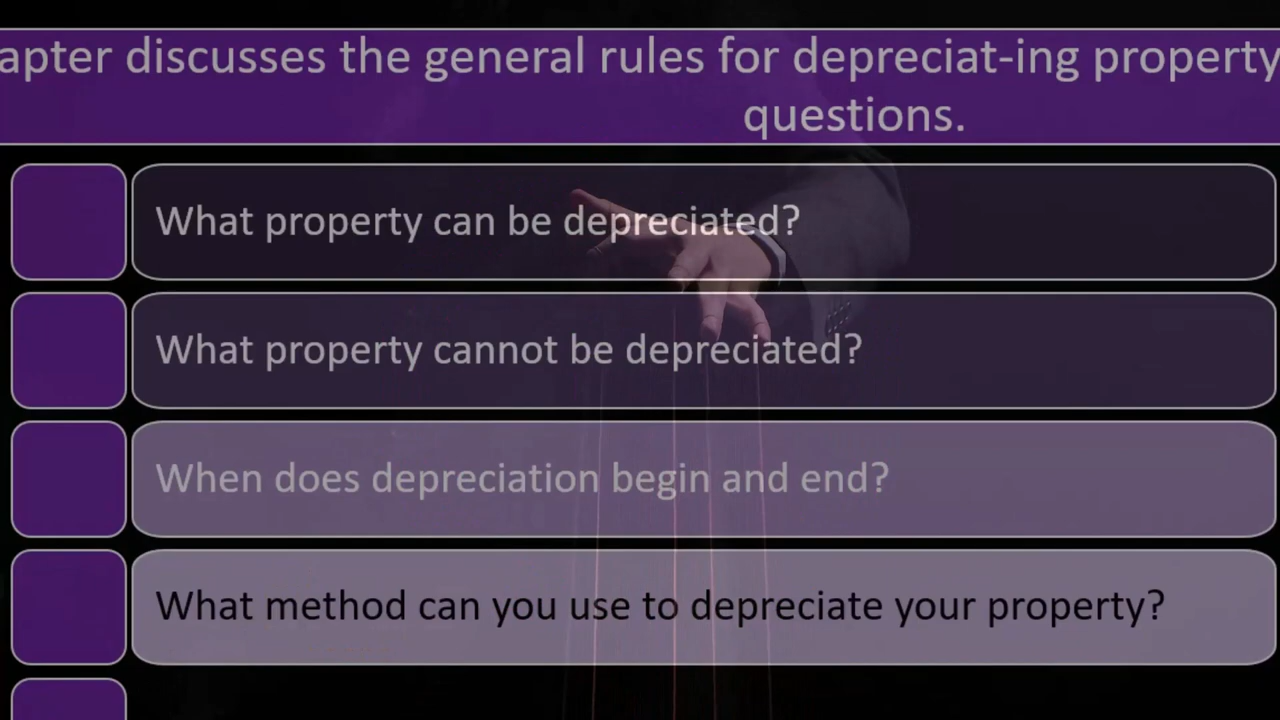 apter discusses the general rules for depreciat-ing property
questions.
What property can be depreciated?
What property cannot be depreciated?
When does depreciation begin and end?
What method can you use to depreciate your property?